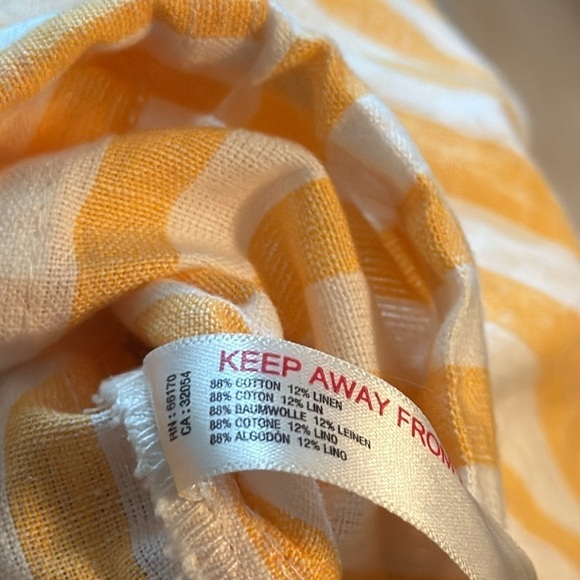 KEEP AWAY FROM
88% COTTON 12% LINEN
88% COTON 12% LIN
88% BAUMWOLLE 12% LEINEN
88% COTONE 12% LINO
88% ALGODÓN 12% LINO
RN: 66170
CA: 32054